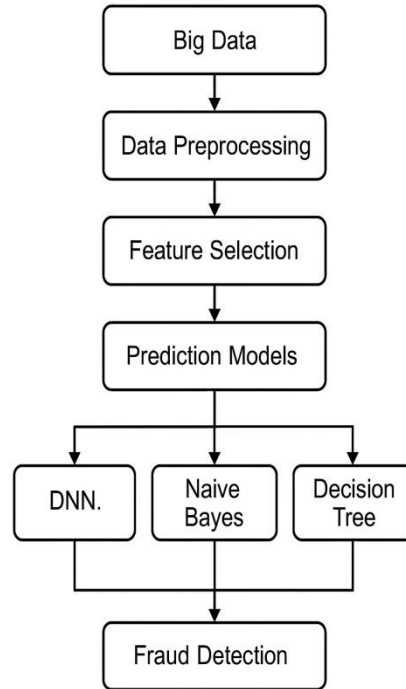 Big Data
Data Preprocessing
Feature Selection
Prediction Models
DNN.
Naive
Bayes
Decision
Tree
Fraud Detection